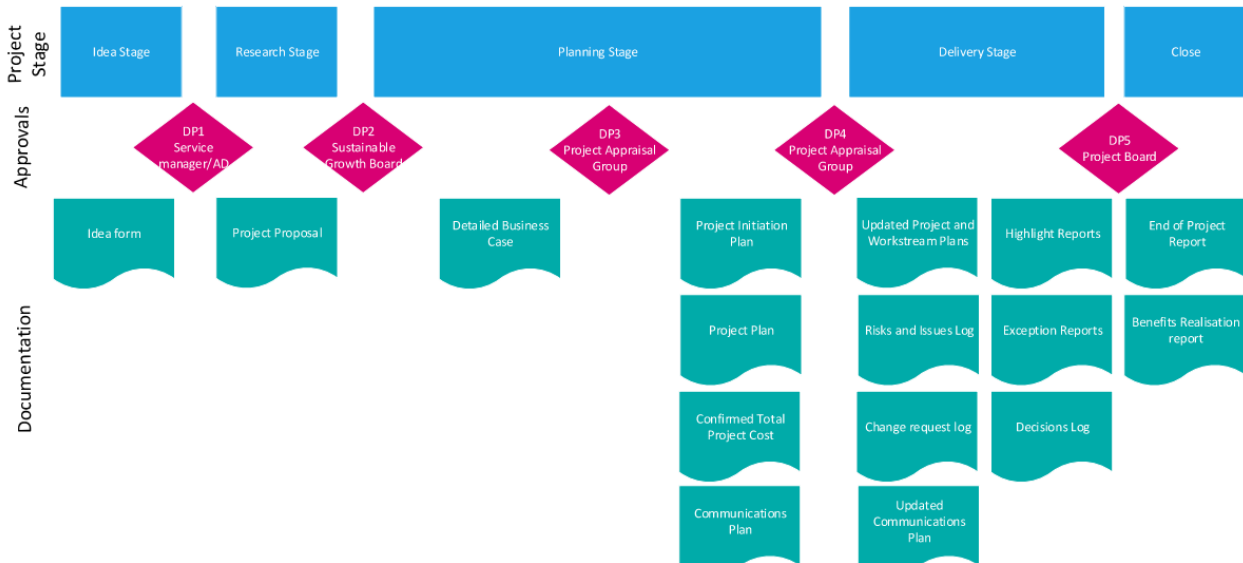 Project
Stage
Idea Stage
Research Stage
Planning Stage
Delivery Stage
Close
Approvals
DP1
Service
manager/AD
DP2
Sustainable
Growth Board
DP3
Project Appraisal
Group
DP4
Project Appraisal
Group
DP5
Project Board
Documentation
Idea form
Project Proposal
Detailed Business
Case
Project Initiation
Plan
Updated Project and
Workstream Plans
Highlight Reports
End of Project
Report
Project Plan
Risks and Issues Log
Exception Reports
Benefits Realisation
report
Confirmed Total
Project Cost
Change request log
Decisions Log
Communications
Plan
Updated
Communications
Plan